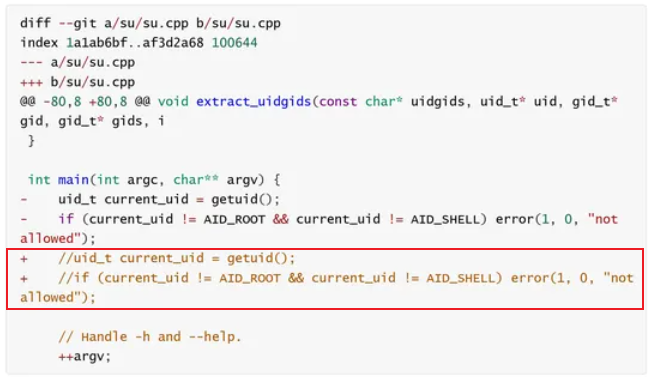 diff --git a/su/su.cpp b/su/su.cpp
index 1a1ab6bf..af3d2a68 100644
--- a/su/su.cpp
+++ b/su/su.cpp
@@ -80,8 +80,8 @@ void extract_uidgids(const char* uidgids, uid_t* uid, gid_t*
gid, gid_t* gids, i
 }

 int main(int argc, char** argv) {
-    uid_t current_uid = getuid();
-    if (current_uid != AID_ROOT && current_uid != AID_SHELL) error(1, 0, "not
allowed");
+    //uid_t current_uid = getuid();
+    //if (current_uid != AID_ROOT && current_uid != AID_SHELL) error(1, 0, "not
allowed");

     // Handle -h and --help.
     ++argv;